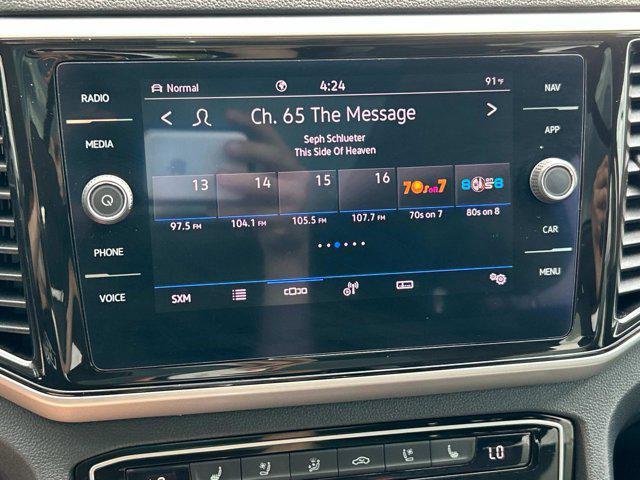 RADIO
MEDIA
PHONE
VOICE
Normal
4:24
91°F
Ch. 65 The Message
Seph Schlueter
This Side Of Heaven
13
14
15
16
70s on 7
80s on 8
97.5 FM
104.1 FM
105.5 FM
107.7 FM
70s on 7
80s on 8
SXM
NAV
APP
CAR
MENU
LO